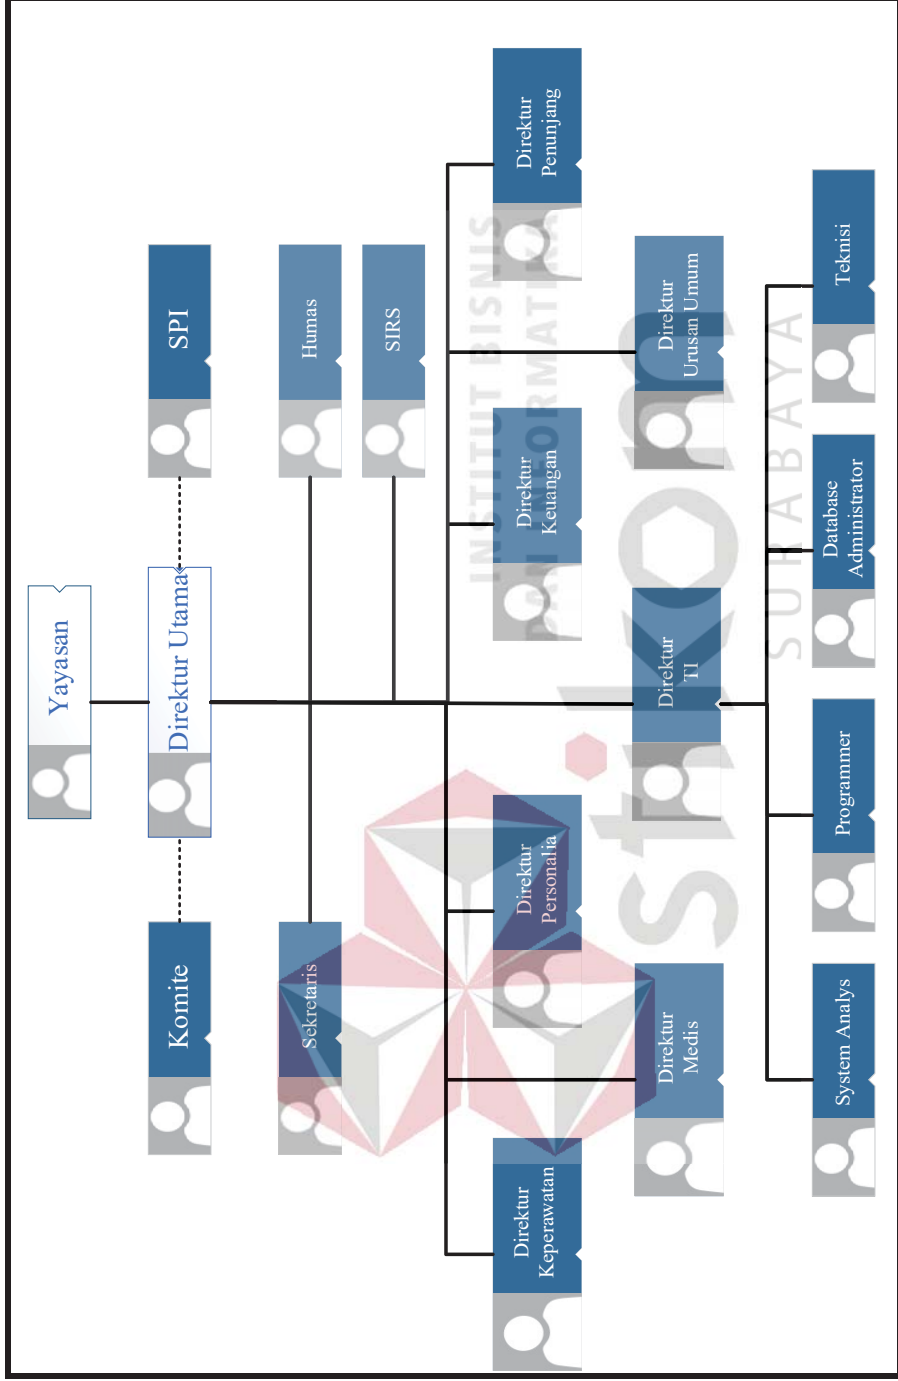 Yayasan
Komite
Direktur Utama
SPI
Sekretaris
Humas
SIRS
Direktur
Keperawatan
Direktur
Personalia
Direktur
Keuangan
Direktur
Penunjang
Direktur
Medis
Direktur
TI
Direktur
Urusan Umum
System Analys
Programmer
Database
Administrator
Teknisi
INSTITUT BISNIS
DAN INFORMATIKA
stikom
SURABAYA